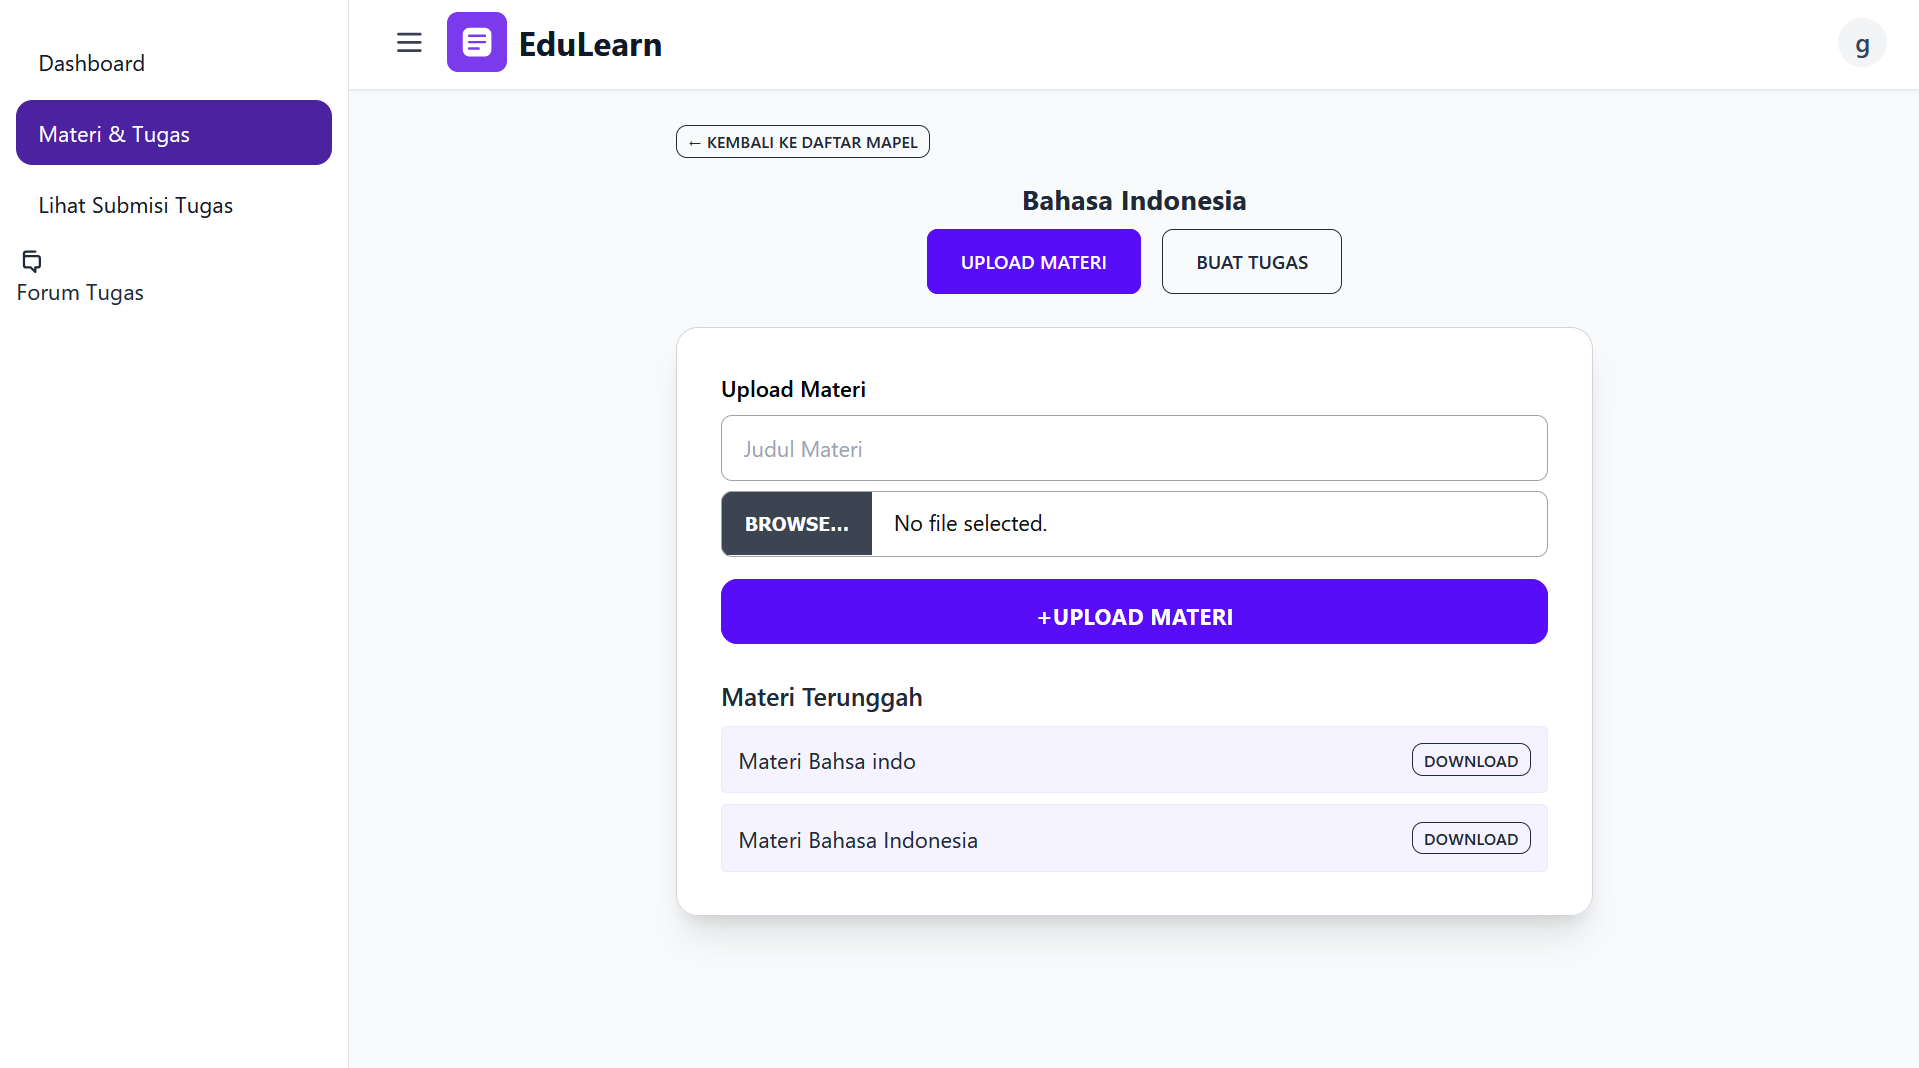 Dashboard
Materi & Tugas
Lihat Submisi Tugas
Forum Tugas
EduLearn
g
← KEMBALI KE DAFTAR MAPEL
Bahasa Indonesia
UPLOAD MATERI
BUAT TUGAS
Upload Materi
Judul Materi
BROWSE... No file selected.
+UPLOAD MATERI
Materi Terunggah
Materi Bahsa indo DOWNLOAD
Materi Bahasa Indonesia DOWNLOAD